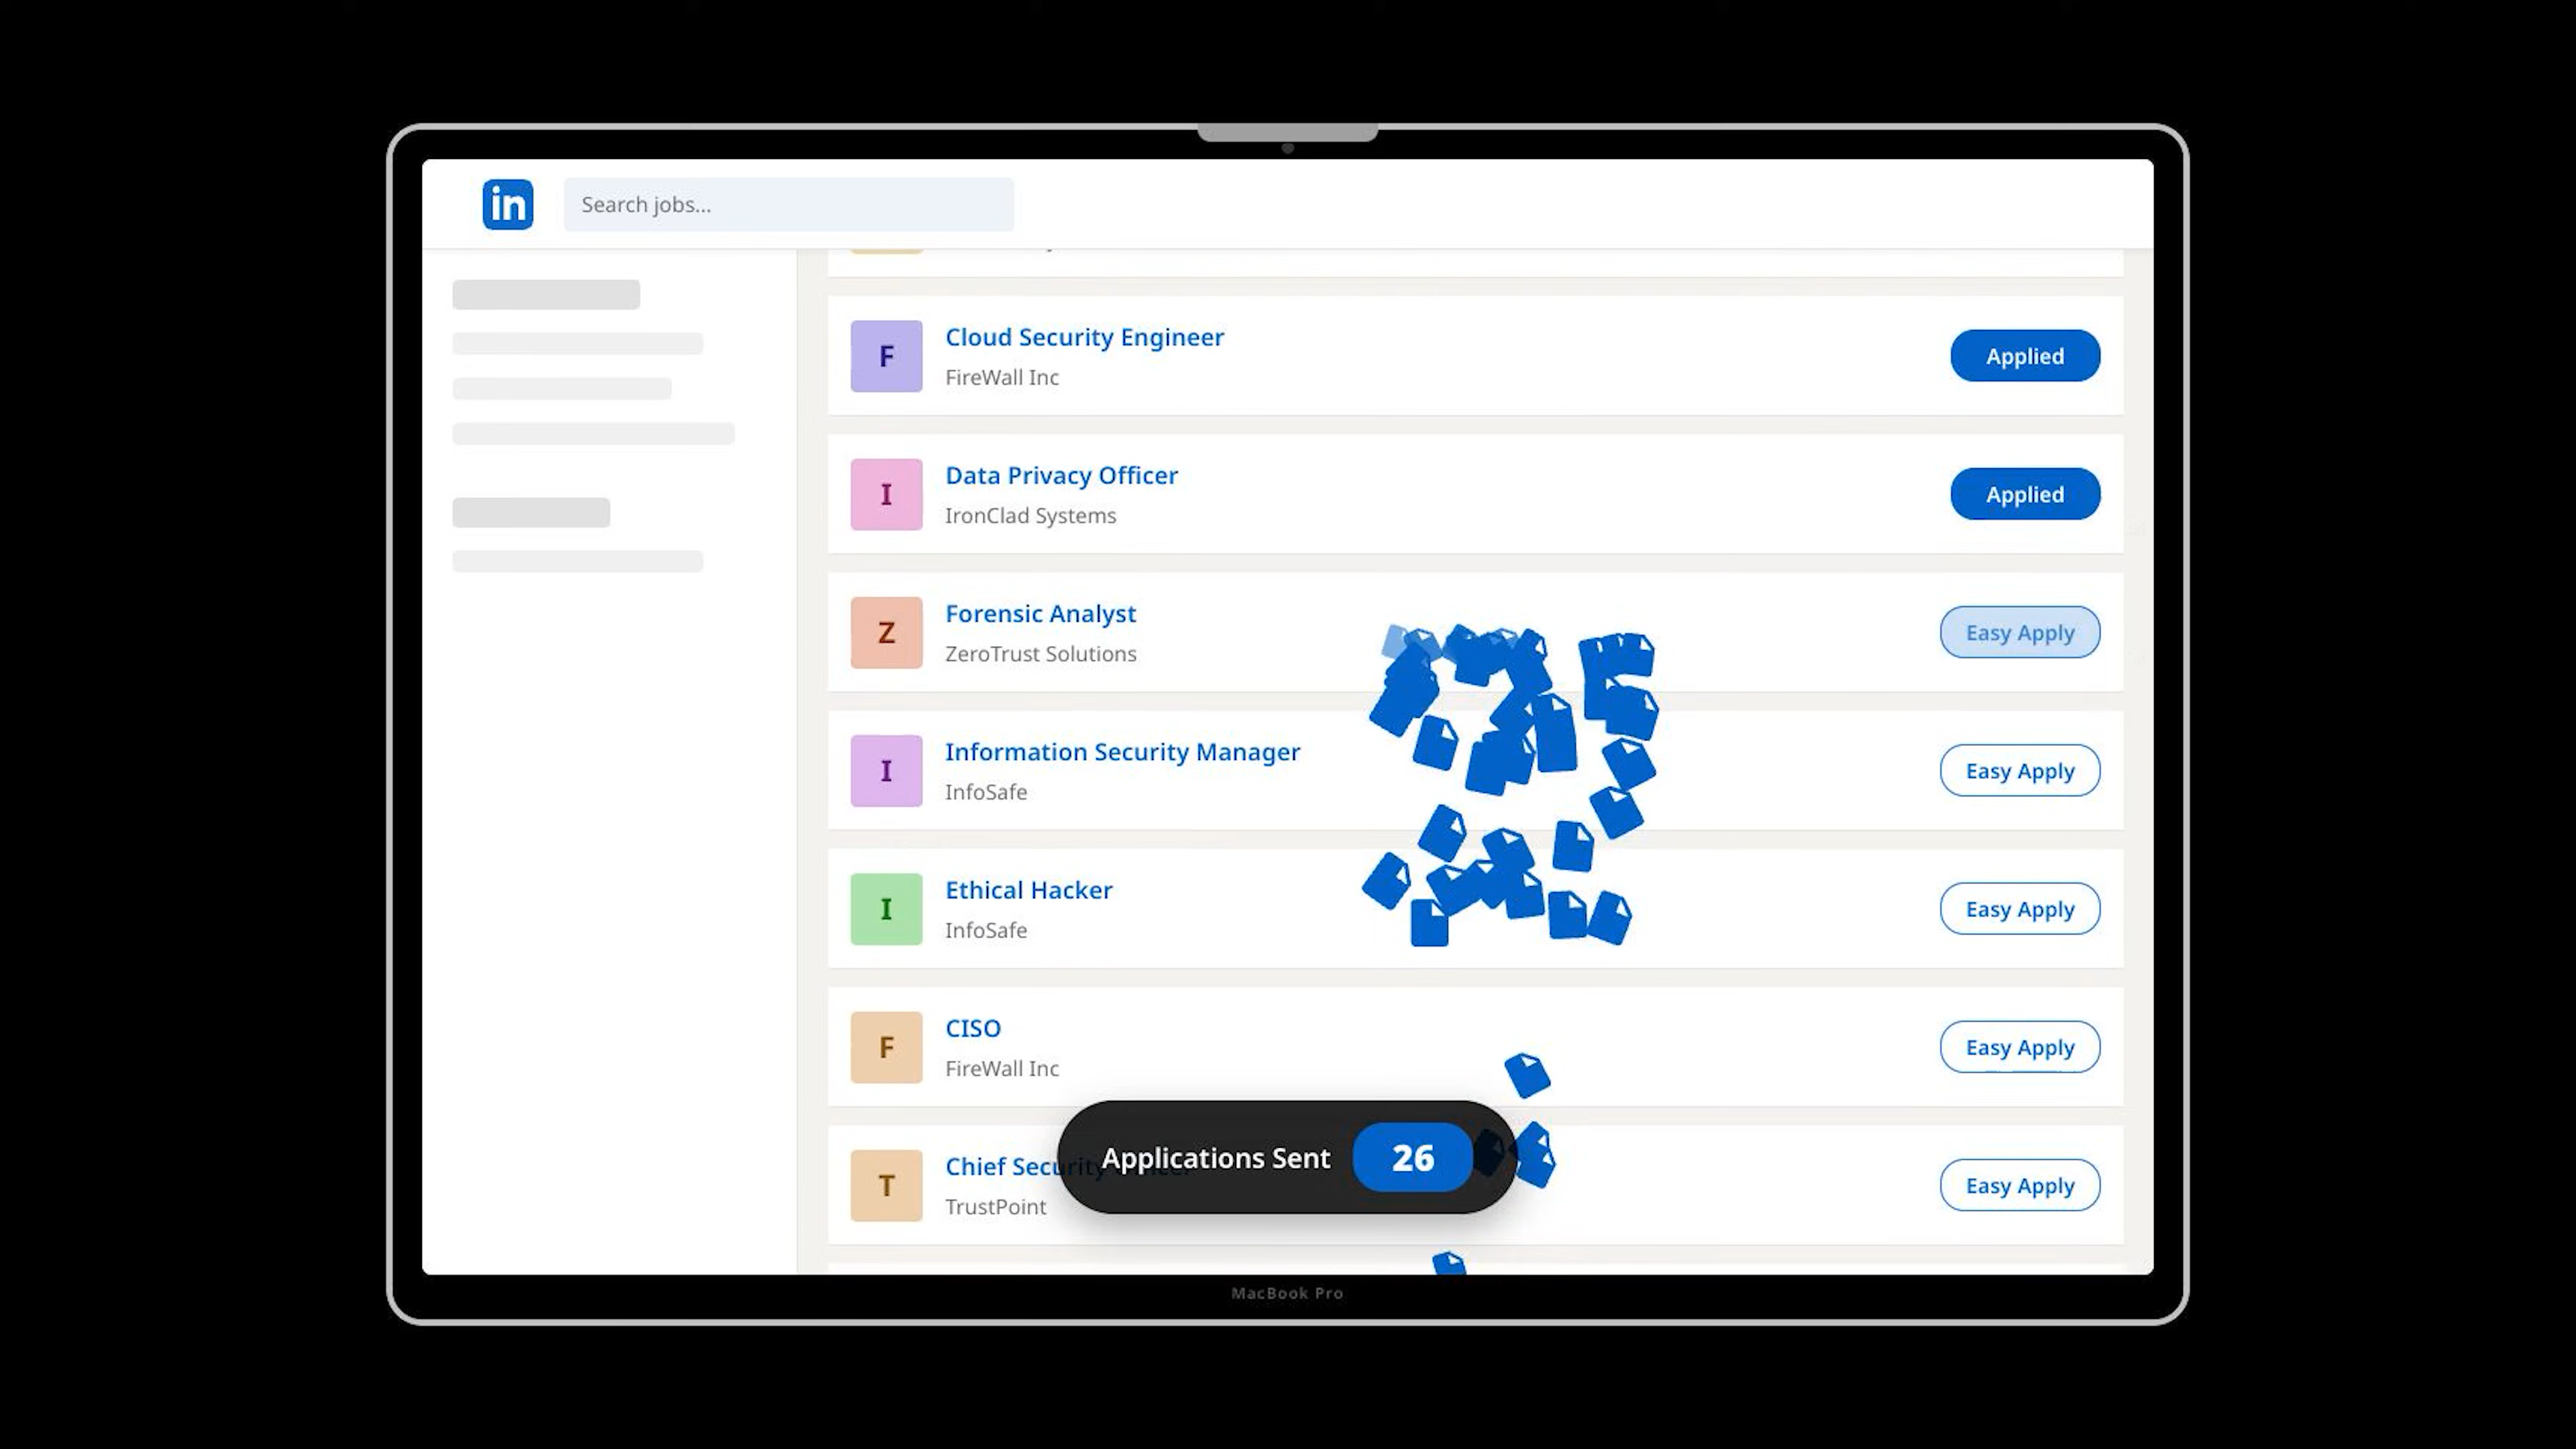 in
Search jobs...
F
Cloud Security Engineer
FireWall Inc
Applied
I
Data Privacy Officer
IronClad Systems
Applied
Z
Forensic Analyst
ZeroTrust Solutions
Easy Apply
I
Information Security Manager
InfoSafe
Easy Apply
I
Ethical Hacker
InfoSafe
Easy Apply
F
CISO
FireWall Inc
Easy Apply
T
Chief Security Officer
TrustPoint
Easy Apply
Applications Sent 26
MacBook Pro